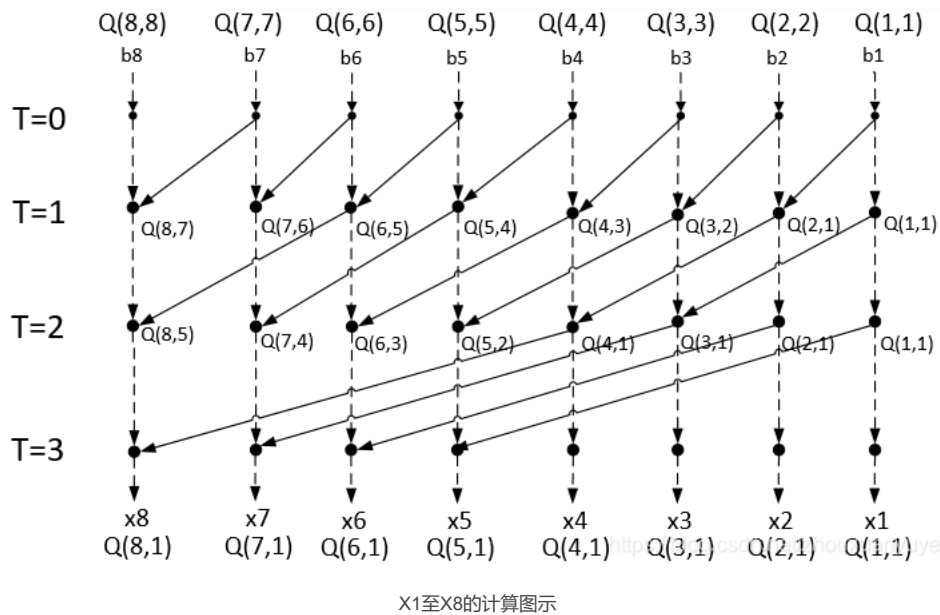 Q(8,8) Q(7,7) Q(6,6) Q(5,5) Q(4,4) Q(3,3) Q(2,2) Q(1,1)
b8 b7 b6 b5 b4 b3 b2 b1
T=0
T=1
Q(8,7) Q(7,6) Q(6,5) Q(5,4) Q(4,3) Q(3,2) Q(2,1) Q(1,1)
T=2
Q(8,5) Q(7,4) Q(6,3) Q(5,2) Q(4,1) Q(3,1) Q(2,1) Q(1,1)
T=3
x8 x7 x6 x5 x4 x3 x2 x1
Q(8,1) Q(7,1) Q(6,1) Q(5,1) Q(4,1) Q(3,1) Q(2,1) Q(1,1)
X1至X8的计算图示